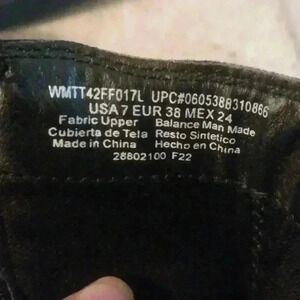 WMTT42FF017L UPC#0605388310866
USA 7 EUR 38 MEX 24
Fabric Upper Balance Man Made
Cubierta de Tela Resto Sintetico
Made in China Hecho en China
28802100 F22